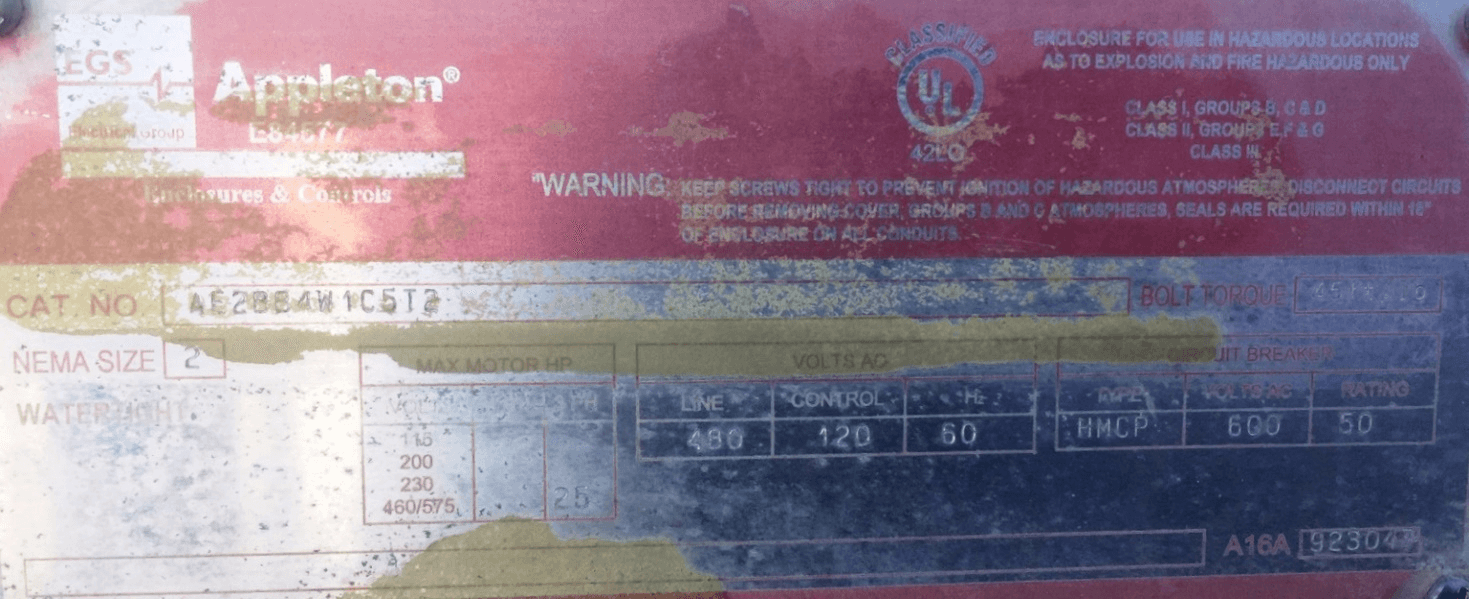 EGS
Electrical Group
Appleton®
E84577
Enclosures & Controls
CLASSIFIED
UL
42LO
ENCLOSURE FOR USE IN HAZARDOUS LOCATIONS
AS TO EXPLOSION AND FIRE HAZARDOUS ONLY
CLASS I, GROUPS B, C & D
CLASS II, GROUPS E, F & G
CLASS III
"WARNING: KEEP SCREWS TIGHT TO PREVENT IGNITION OF HAZARDOUS ATMOSPHERES, DISCONNECT CIRCUITS
BEFORE REMOVING COVER, GROUPS B AND C ATMOSPHERES, SEALS ARE REQUIRED WITHIN 18"
OF ENCLOSURE ON ALL CONDUITS.
CAT. NO. BOLT TORQUE
NEMA SIZE 2
MAX MOTOR HP
VOLTS AC
CIRCUIT BREAKER
WATERTIGHT
LINE CONTROL Hz
TYPE VOLTS AC RATING
480 120 60
HMCP 600 50
115
200
230
460/575 25
A16A